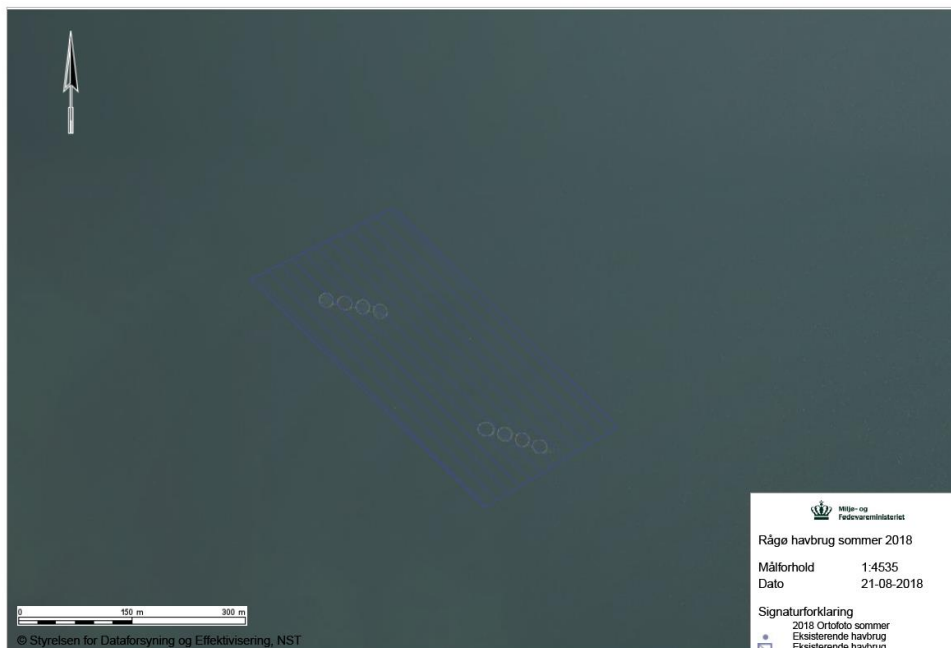 0 150 m 300 m
© Styrelsen for Dataforsyning og Effektivisering, NST
Miljø- og
Fødevareministeriet
Rågø havbrug sommer 2018
Målforhold 1:4535
Dato 21-08-2018
Signaturforklaring
2018 Ortofoto sommer
Eksisterende havbrug
Eksisterende havbrug